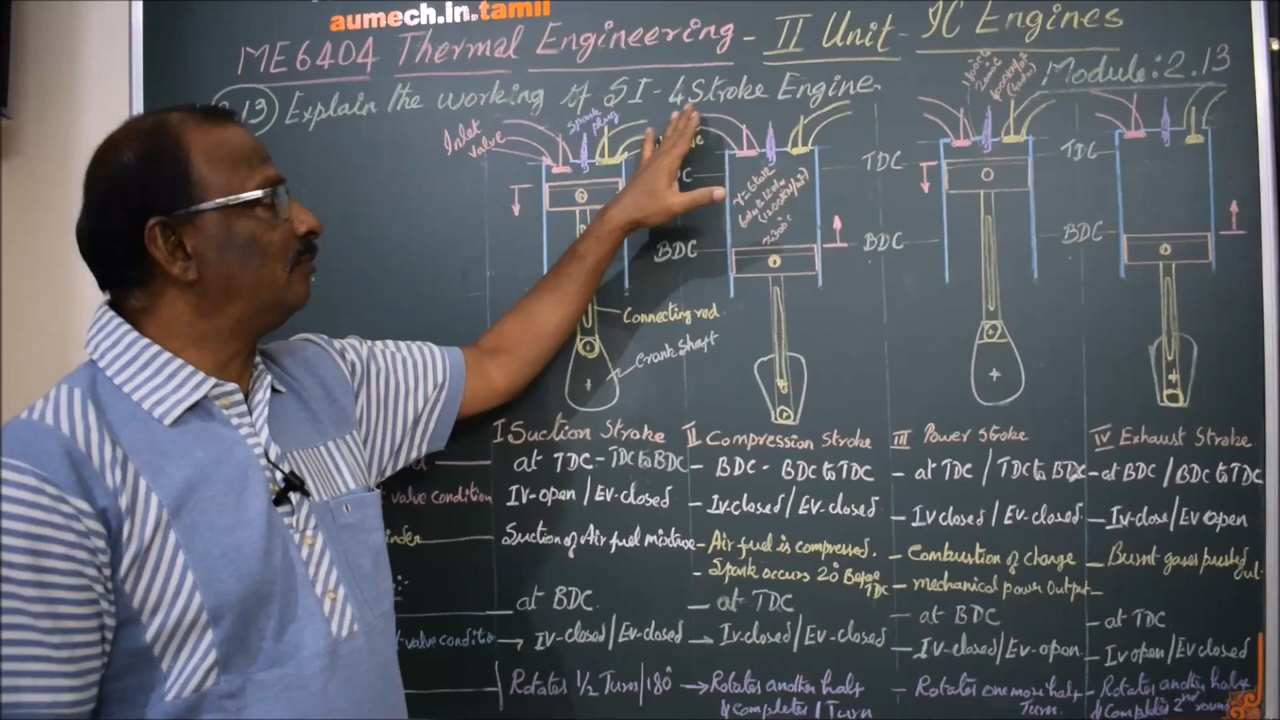 aumech.in.tamil
ME6404 Thermal Engineering - II Unit - IC Engines
Module: 2.13
13) Explain the working of SI - 4 Stroke Engine.
Inlet valve
Spark plug
TDC
TDC
BDC
BDC
BDC
Connecting rod.
Crank Shaft
I Suction Stroke
II Compression Stroke
III Power Stroke
IV Exhaust Stroke
at TDC - TDC to BDC
- BDC - BDC to TDC
- at TDC / TDC to BDC
- at BDC / BDC to TDC
valve condition
IV-open / EV-closed
- IV closed / EV-closed
- IV closed / EV-closed
- IV-close / EV open
inder
Suction of Air fuel mixture
- Air fuel is compressed.
- Spark occurs 20° Before TDC
- Combustion of charge
- mechanical power output
- Burnt gases pushed out
at BDC
- at TDC
- at BDC
- at TDC
t valve condition
→ IV-closed / EV-closed
→ IV closed / EV-closed
- IV-closed / EV-open
- IV open / EV closed
Rotates 1/2 Turn / 180°
→ Rotates another half
& Completes 1 Turn
- Rotates one more half
Turn.
- Rotates another half
& Completes 2nd round